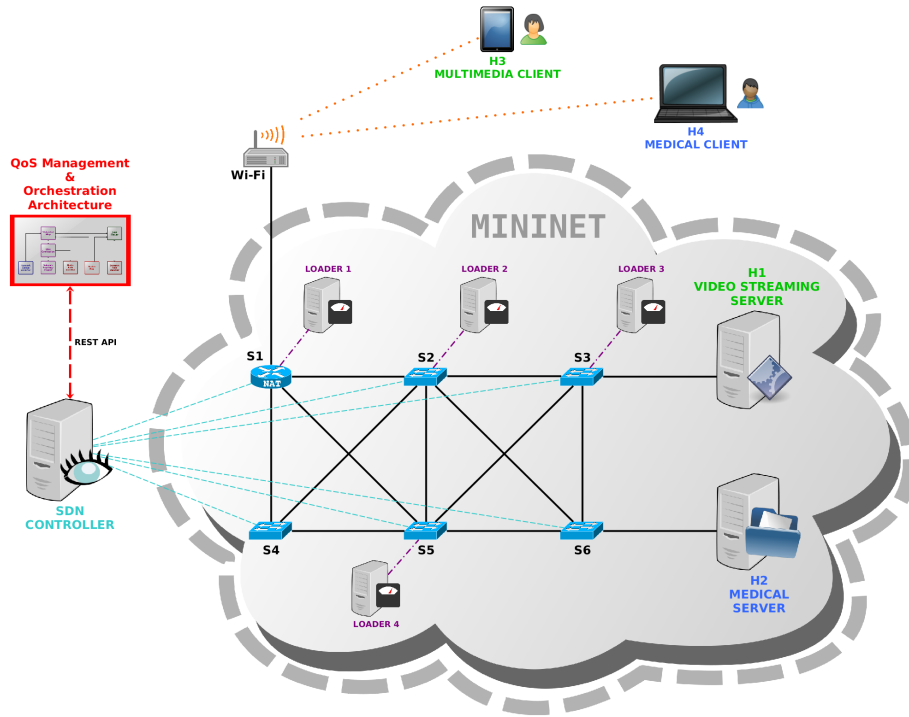 H3
MULTIMEDIA CLIENT
H4
MEDICAL CLIENT
Wi-Fi
QoS Management
&
Orchestration
Architecture
MININET
LOADER 1
LOADER 2
LOADER 3
H1
VIDEO STREAMING
SERVER
REST API
S1
S2
S3
NAT
SDN
CONTROLLER
S4
S5
S6
H2
MEDICAL
SERVER
LOADER 4